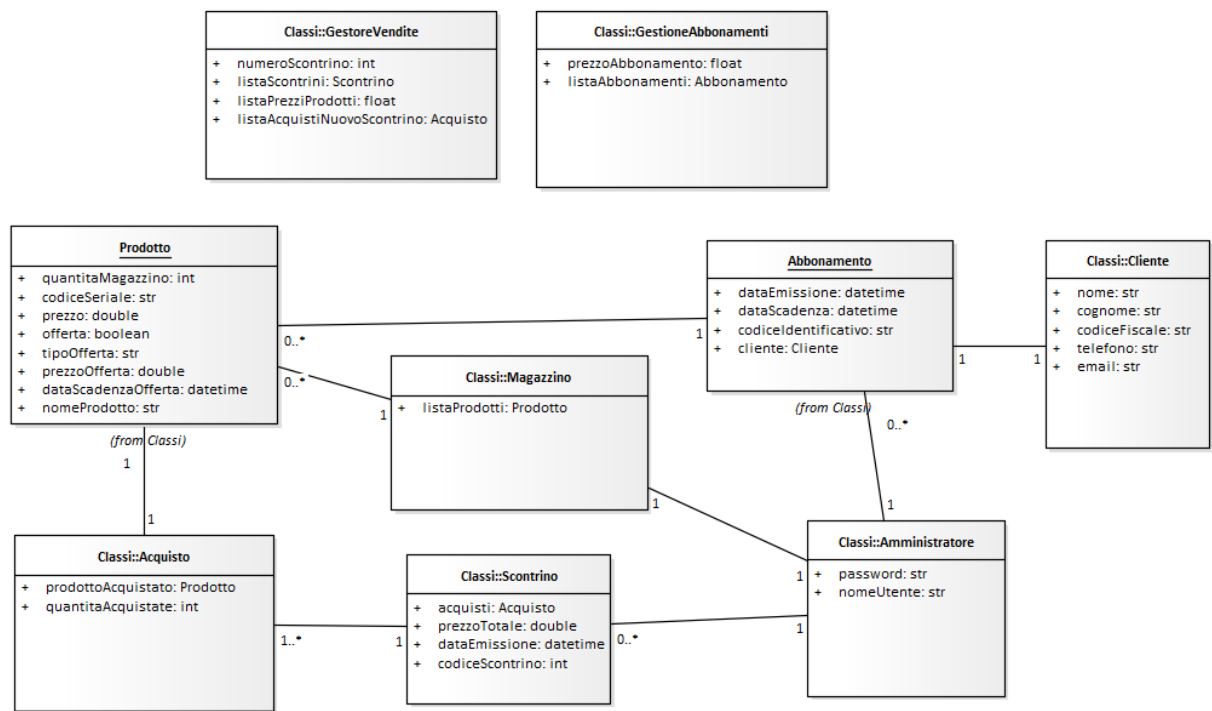 Classi::GestoreVendite
+ numeroScontrino: int
+ listaScontrini: Scontrino
+ listaPrezziProdotti: float
+ listaAcquistiNuovoScontrino: Acquisto
Classi::GestioneAbbonamenti
+ prezzoAbbonamento: float
+ listaAbbonamenti: Abbonamento
Prodotto
+ quantitaMagazzino: int
+ codiceSeriale: str
+ prezzo: double
+ offerta: boolean
+ tipoOfferta: str
+ prezzoOfferta: double
+ dataScadenzaOfferta: datetime
+ nomeProdotto: str
(from Classi)
0..*
1
0..*
1
1
1
Abbonamento
+ dataEmissione: datetime
+ dataScadenza: datetime
+ codiceIdentificativo: str
+ cliente: Cliente
(from Classi)
1
1
0..*
1
Classi::Cliente
+ nome: str
+ cognome: str
+ codiceFiscale: str
+ telefono: str
+ email: str
Classi::Magazzino
+ listaProdotti: Prodotto
1
1
Classi::Acquisto
+ prodottoAcquistato: Prodotto
+ quantitaAcquistate: int
1..*
1
Classi::Scontrino
+ acquisti: Acquisto
+ prezzoTotale: double
+ dataEmissione: datetime
+ codiceScontrino: int
0..*
1
Classi::Amministratore
+ password: str
+ nomeUtente: str